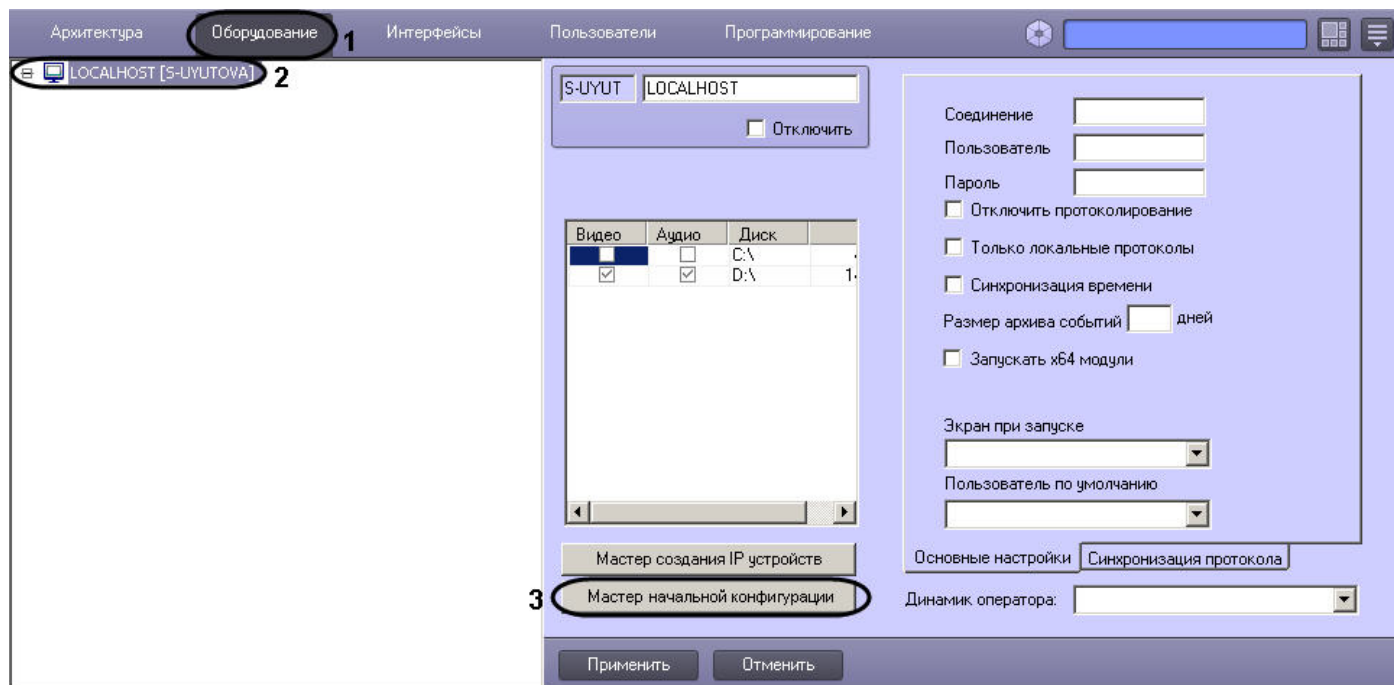 Архитектура Оборудование 1 Интерфейсы Пользователи Программирование
LOCALHOST [S-UYUTOVA] 2
S-UYUT LOCALHOST
Отключить
Видео Аудио Диск
C:\
D:\ 1
Мастер создания IP устройств
3 Мастер начальной конфигурации
Соединение
Пользователь
Пароль
Отключить протоколирование
Только локальные протоколы
Синхронизация времени
Размер архива событий дней
Запускать x64 модули
Экран при запуске
Пользователь по умолчанию
Основные настройки Синхронизация протокола
Динамик оператора:
Применить Отменить